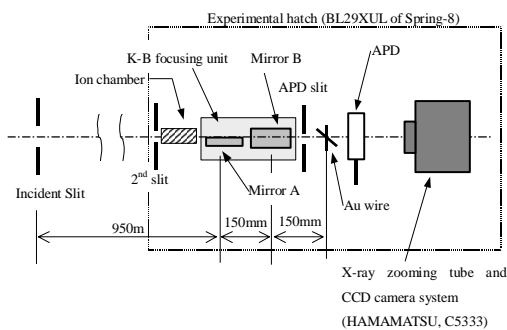 Experimental hatch (BL29XUL of Spring-8)
K-B focusing unit
Mirror B
APD
Ion chamber
APD slit
2nd slit
Mirror A
Incident Slit
Au wire
950m
150mm
150mm
X-ray zooming tube and
CCD camera system
(HAMAMATSU, C5333)